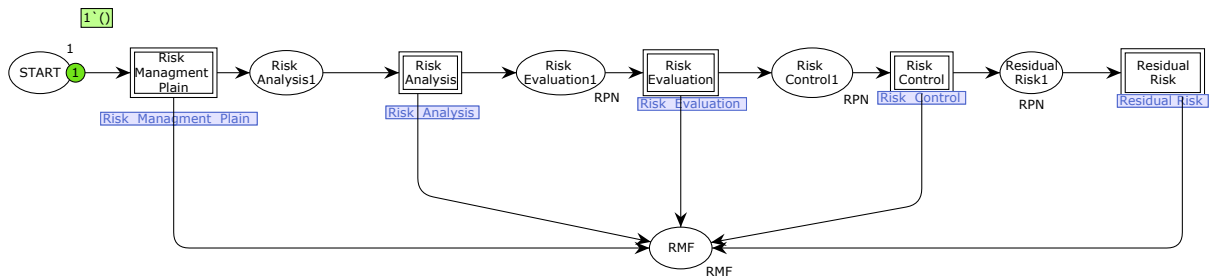 1`()
1
START
1
Risk
Managment
Plain
Risk_Managment_Plain
Risk
Analysis1
Risk
Analysis
Risk_Analysis
Risk
Evaluation1
RPN
Risk
Evaluation
Risk_Evaluation
Risk
Control1
RPN
Risk
Control
Risk_Control
Residual
Risk1
RPN
Residual
Risk
Residual Risk
RMF
RMF